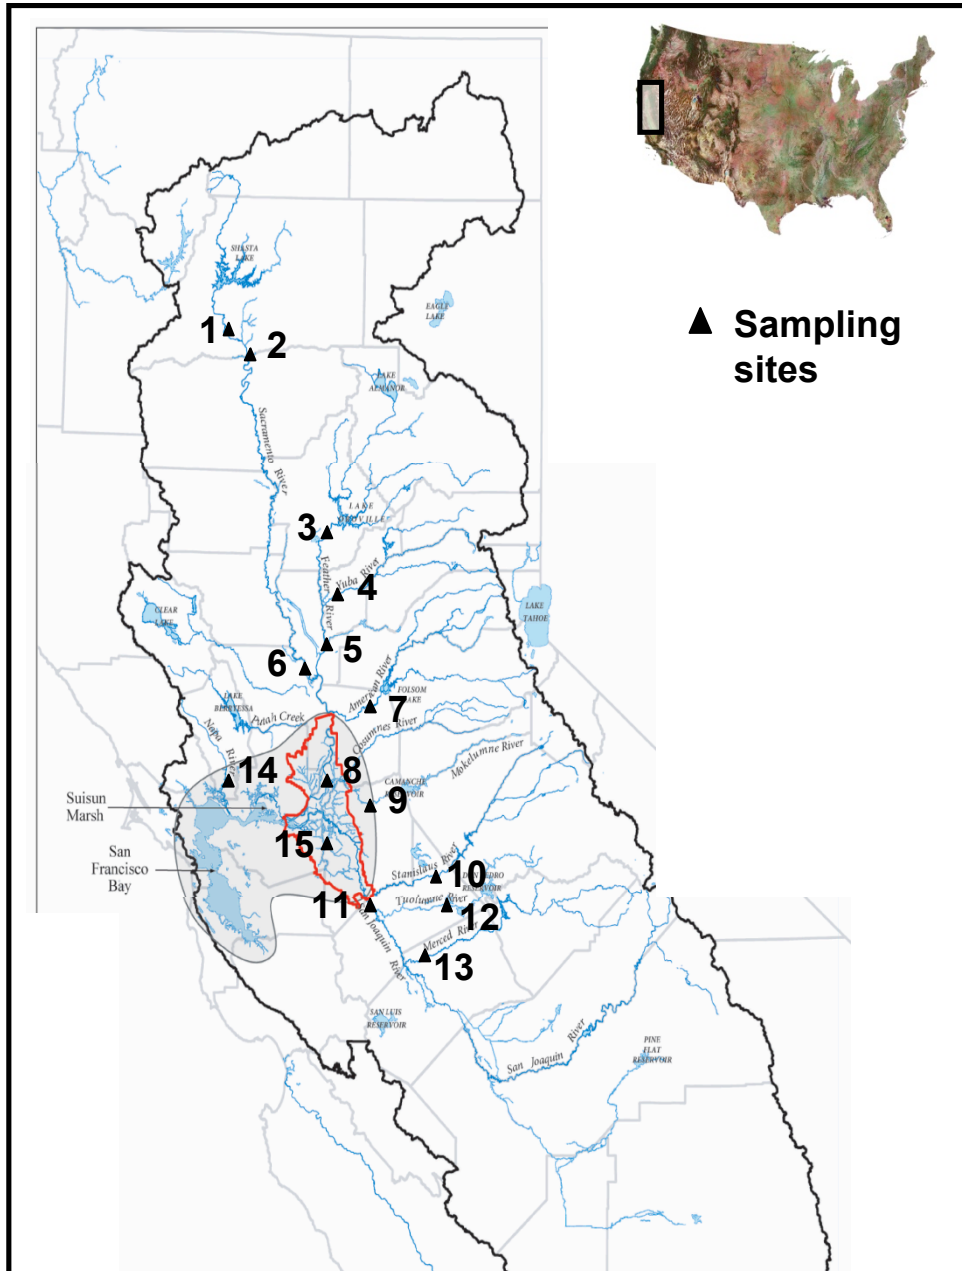 Sampling
sites
SHASTA
LAKE
EAGLE
LAKE
1
2
LAKE
ALMANOR
Sacramento River
LAKE
OROVILLE
3
Feather River
Yuba River
4
CLEAR
LAKE
LAKE
TAHOE
5
6
American River
FOLSOM
LAKE
LAKE
BERRYESSA
7
Putah Creek
Napa River
Cosumnes River
Mokelumne River
14
8
CAMANCHE
RESERVOIR
9
Suisun
Marsh
15
San
Francisco
Bay
Stanislaus River
10
DON PEDRO
RESERVOIR
11
Tuolumne River
12
San Joaquin River
Merced River
13
SAN LUIS
RESERVOIR
San Joaquin River
PINE
FLAT
RESERVOIR